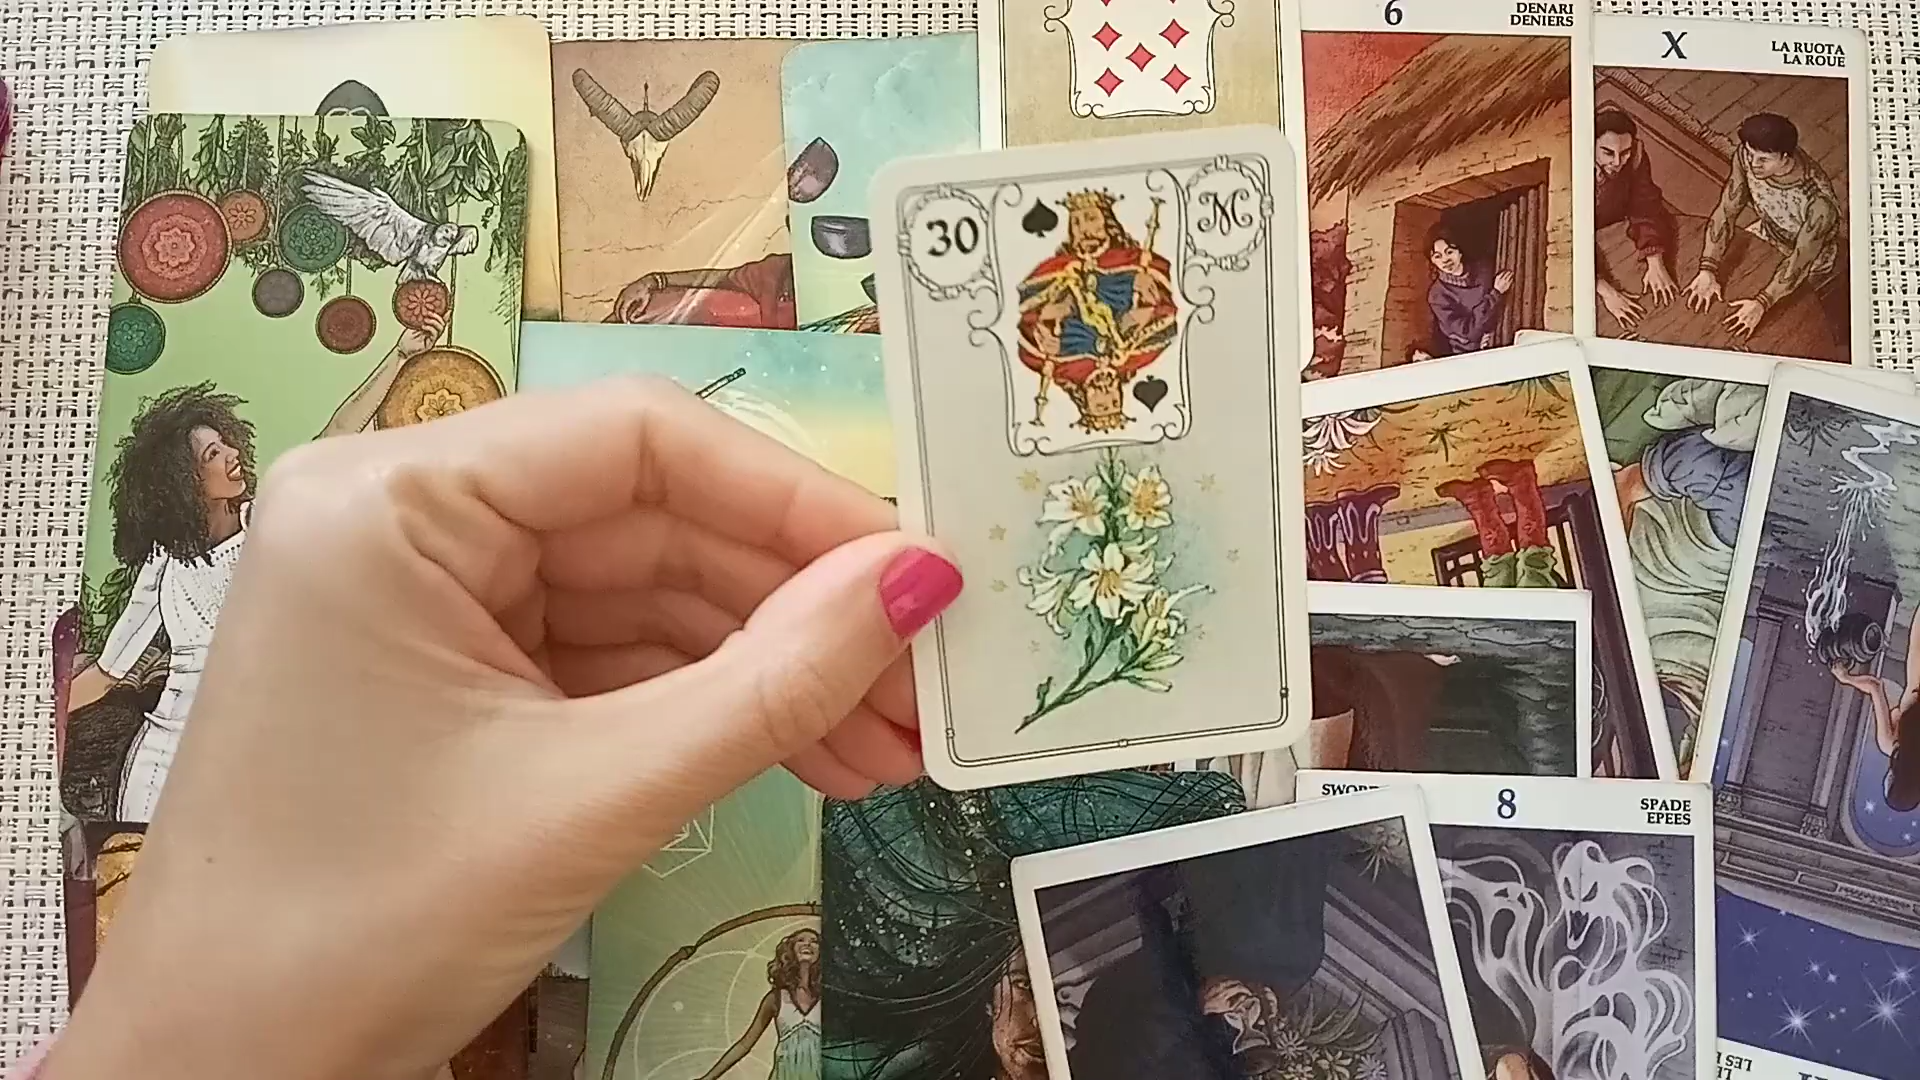 6
DENARI
DENIERS
X
LA RUOTA
LA ROUE
30
M
8
SPADE
EPEES